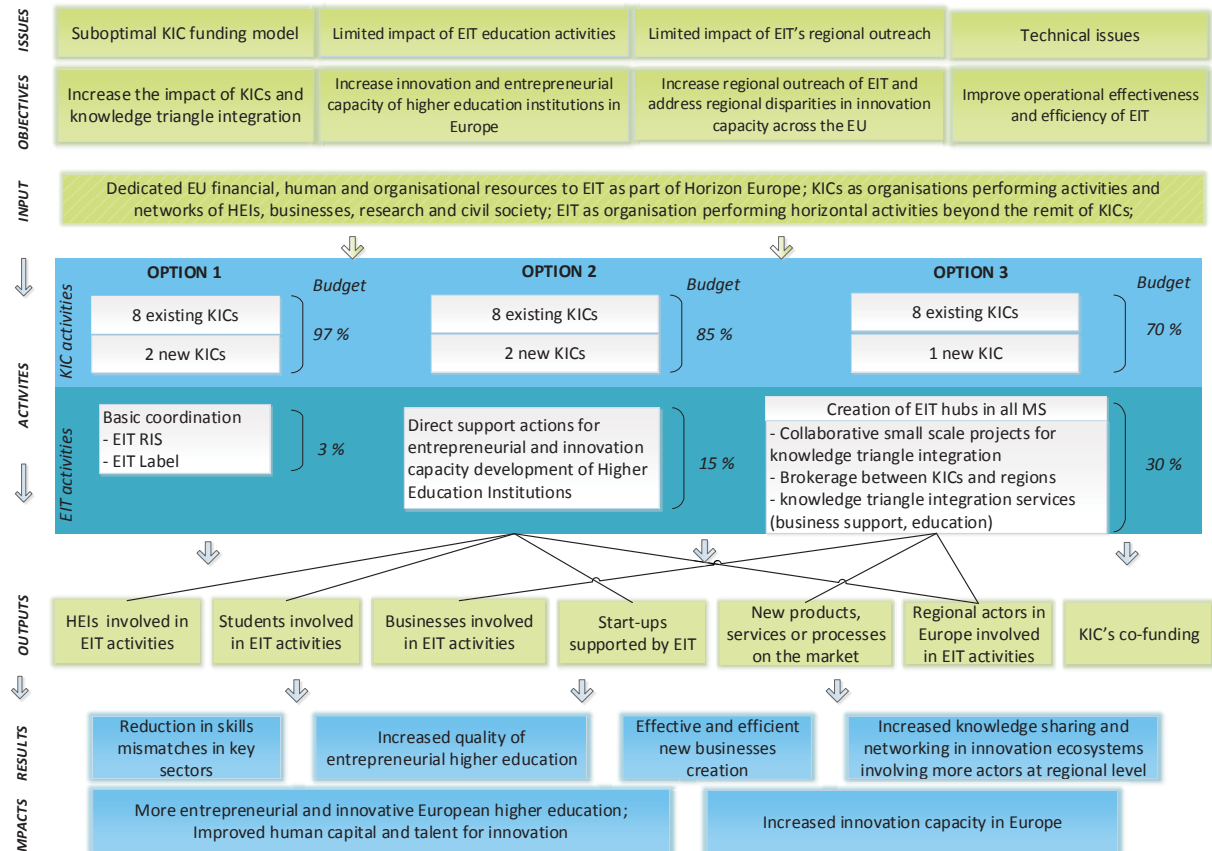 ISSUES
Suboptimal KIC funding model
Limited impact of EIT education activities
Limited impact of EIT's regional outreach
Technical issues
OBJECTIVES
Increase the impact of KICs and
knowledge triangle integration
Increase innovation and entrepreneurial
capacity of higher education institutions in
Europe
Increase regional outreach of EIT and
address regional disparities in innovation
capacity across the EU
Improve operational effectiveness
and efficiency of EIT
INPUT
Dedicated EU financial, human and organisational resources to EIT as part of Horizon Europe; KICs as organisations performing activities and
networks of HEIs, businesses, research and civil society; EIT as organisation performing horizontal activities beyond the remit of KICs;
ACTIVITES
KIC activities
OPTION 1
Budget
8 existing KICs
2 new KICs
97 %
OPTION 2
Budget
8 existing KICs
2 new KICs
85 %
OPTION 3
Budget
8 existing KICs
1 new KIC
70 %
EIT activities
Basic coordination
- EIT RIS
- EIT Label
3 %
Direct support actions for
entrepreneurial and innovation
capacity development of Higher
Education Institutions
15 %
Creation of EIT hubs in all MS
- Collaborative small scale projects for
knowledge triangle integration
- Brokerage between KICs and regions
- knowledge triangle integration services
(business support, education)
30 %
OUTPUTS
HEIs involved in
EIT activities
Students involved
in EIT activities
Businesses involved
in EIT activities
Start-ups
supported by EIT
New products,
services or processes
on the market
Regional actors in
Europe involved
in EIT activities
KIC's co-funding
RESULTS
Reduction in skills
mismatches in key
sectors
Increased quality of
entrepreneurial higher education
Effective and efficient
new businesses
creation
Increased knowledge sharing and
networking in innovation ecosystems
involving more actors at regional level
IMPACTS
More entrepreneurial and innovative European higher education;
Improved human capital and talent for innovation
Increased innovation capacity in Europe